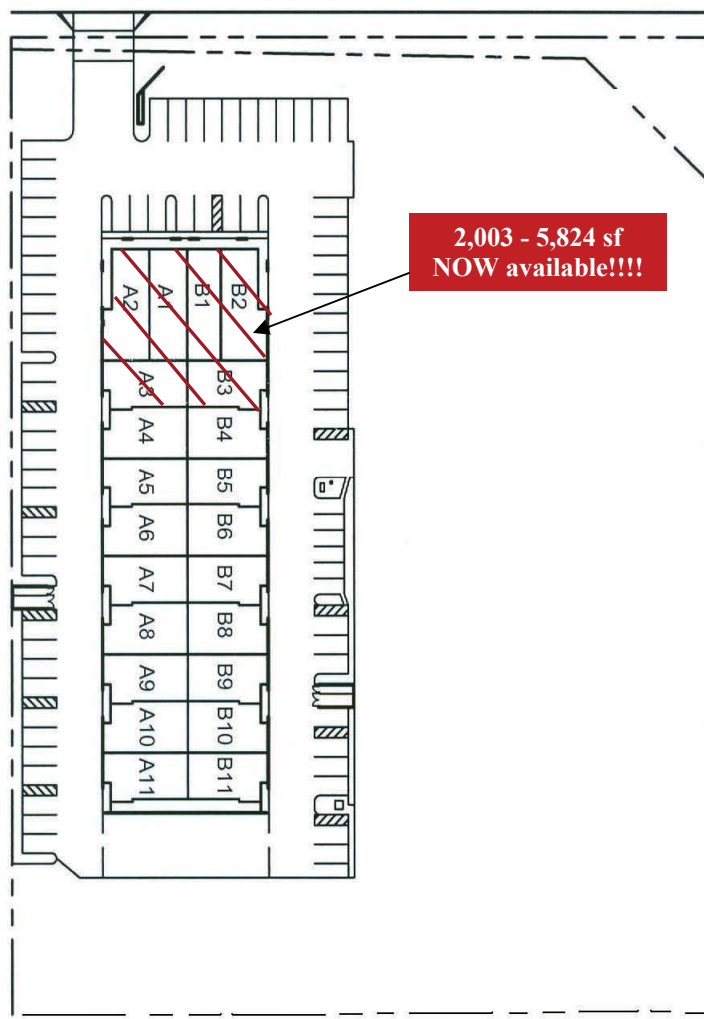 2,003 - 5,824 sf
NOW available!!!!
A2 A1 B1 B2
A3 B3
A4 B4
A5 B5
A6 B6
A7 B7
A8 B8
A9 B9
A10 B10
A11 B11